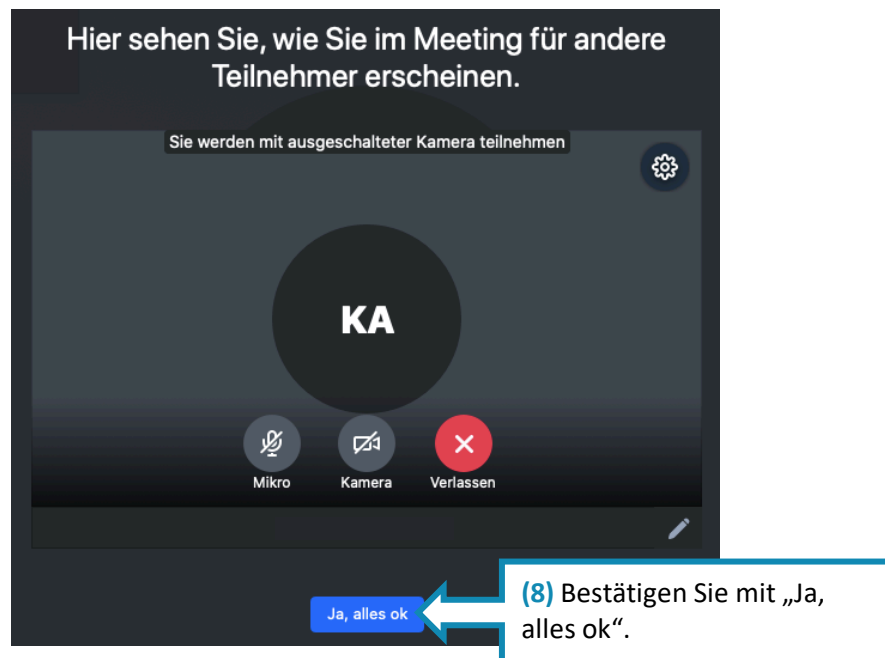 Hier sehen Sie, wie Sie im Meeting für andere
Teilnehmer erscheinen.
Sie werden mit ausgeschalteter Kamera teilnehmen
KA
Mikro
Kamera
Verlassen
Ja, alles ok
(8) Bestätigen Sie mit „Ja,
alles ok“.